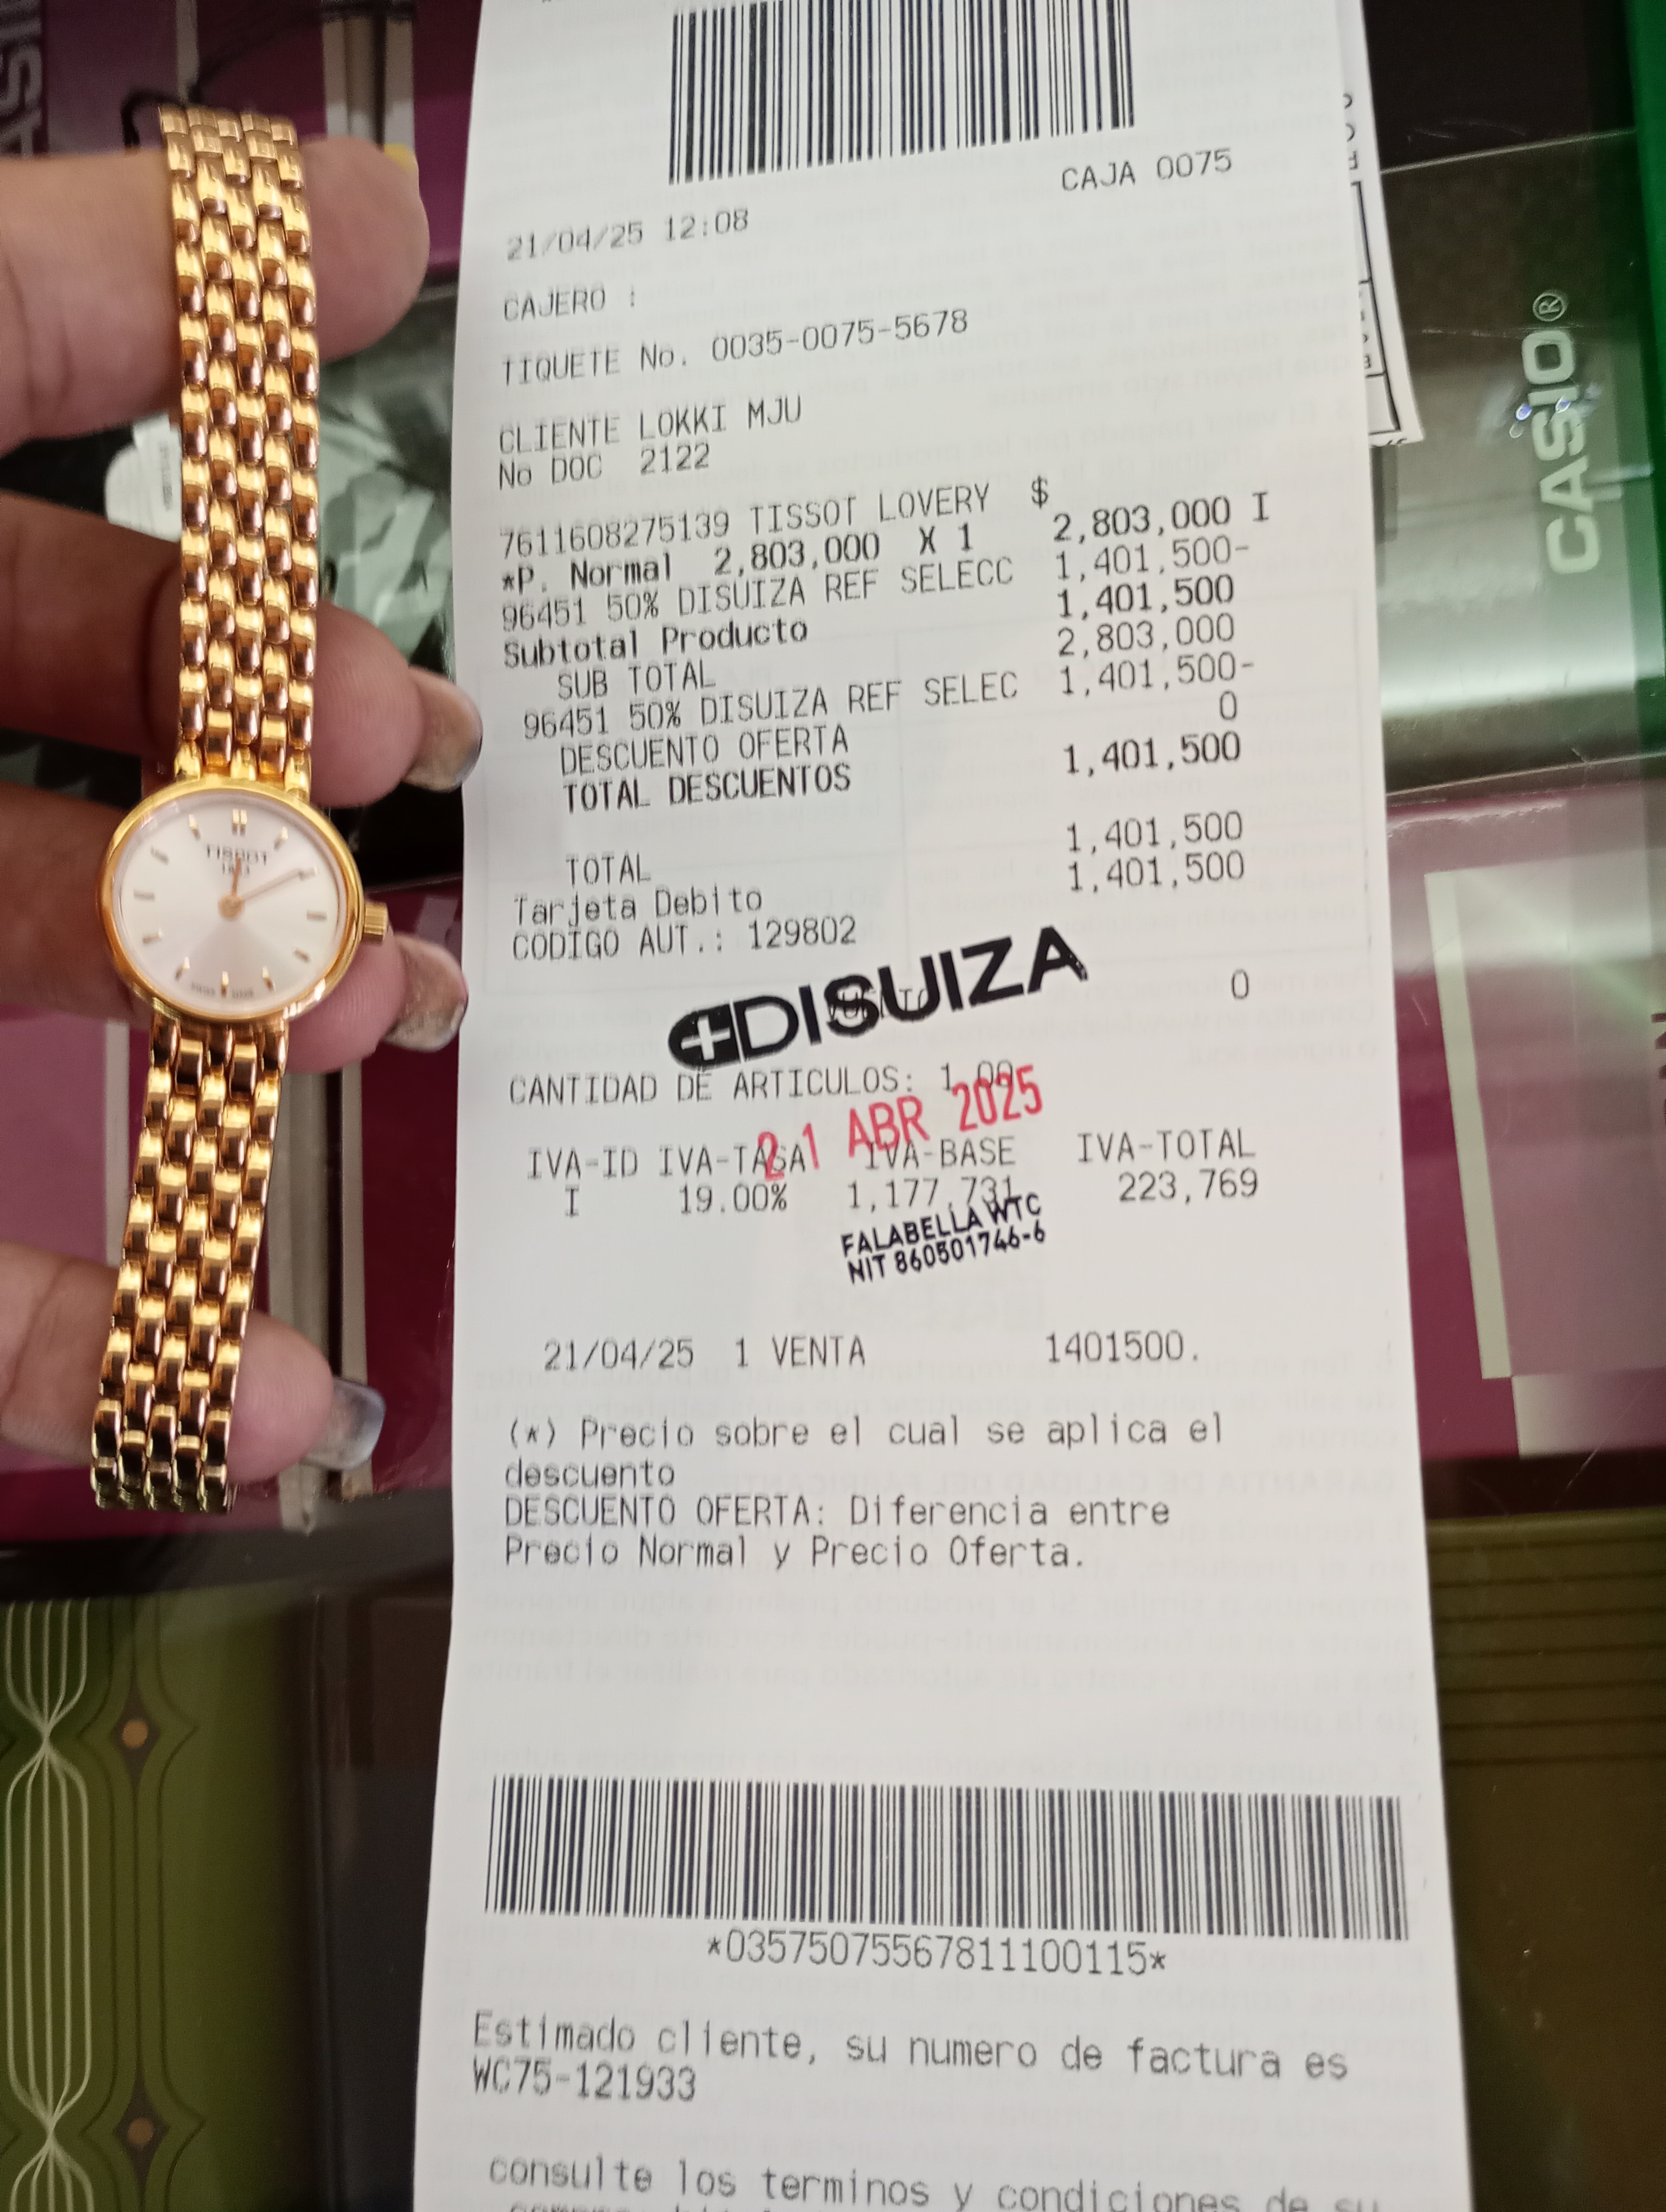 CAJA 0075
21/04/25 12:08
CAJERO :
TIQUETE No. 0035-0075-5678
CLIENTE LOKKI MJU
No DOC 2122
7611608275139 TISSOT LOVERY $
2,803,000 I
*P. Normal 2,803,000 X 1
96451 50% DISUIZA REF SELECC 1,401,500-
Subtotal Producto 1,401,500
SUB TOTAL 2,803,000
96451 50% DISUIZA REF SELEC 1,401,500-
DESCUENTO OFERTA 0
TOTAL DESCUENTOS 1,401,500
TOTAL 1,401,500
Tarjeta Debito 1,401,500
CODIGO AUT.: 129802
DISUIZA
0
CANTIDAD DE ARTICULOS: 1.00
21 ABR 2025
IVA-ID IVA-TASA IVA-BASE IVA-TOTAL
I 19.00% 1,177,731 223,769
FALABELLA WTC
NIT 860501746-6
21/04/25 1 VENTA 1401500.
(*) Precio sobre el cual se aplica el
descuento
DESCUENTO OFERTA: Diferencia entre
Precio Normal y Precio Oferta.
*03575075567811100115*
Estimado cliente, su numero de factura es
WC75-121933
consulte los terminos y condiciones de su
TISSOT
1853
CASIO®